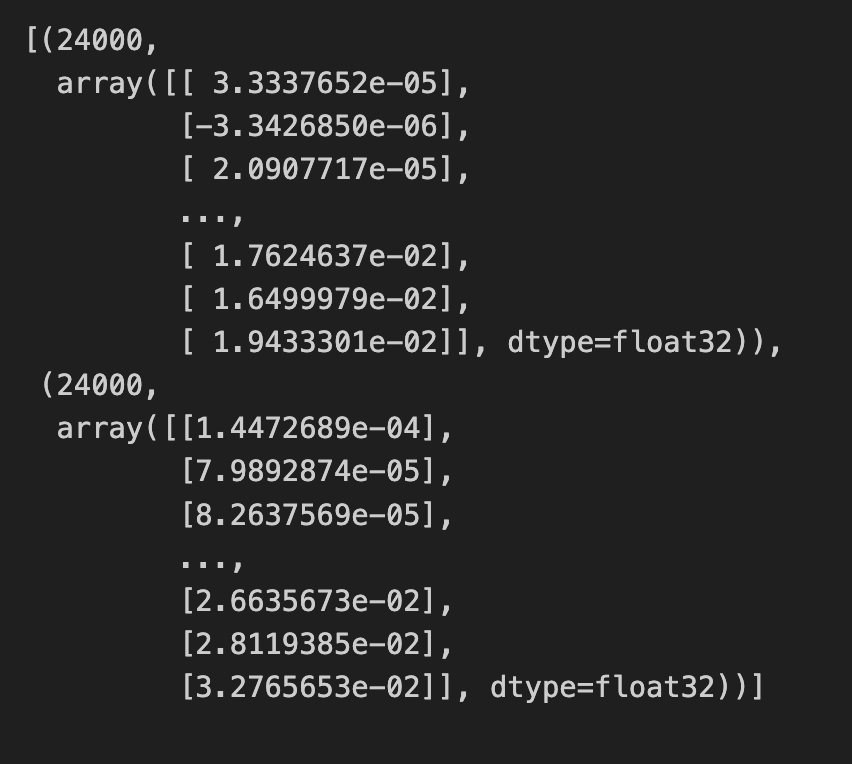 [(24000,
  array([[ 3.3337652e-05],
         [-3.3426850e-06],
         [ 2.0907717e-05],
         ...,
         [ 1.7624637e-02],
         [ 1.6499979e-02],
         [ 1.9433301e-02]], dtype=float32)),
 (24000,
  array([[1.4472689e-04],
         [7.9892874e-05],
         [8.2637569e-05],
         ...,
         [2.6635673e-02],
         [2.8119385e-02],
         [3.2765653e-02]], dtype=float32))]